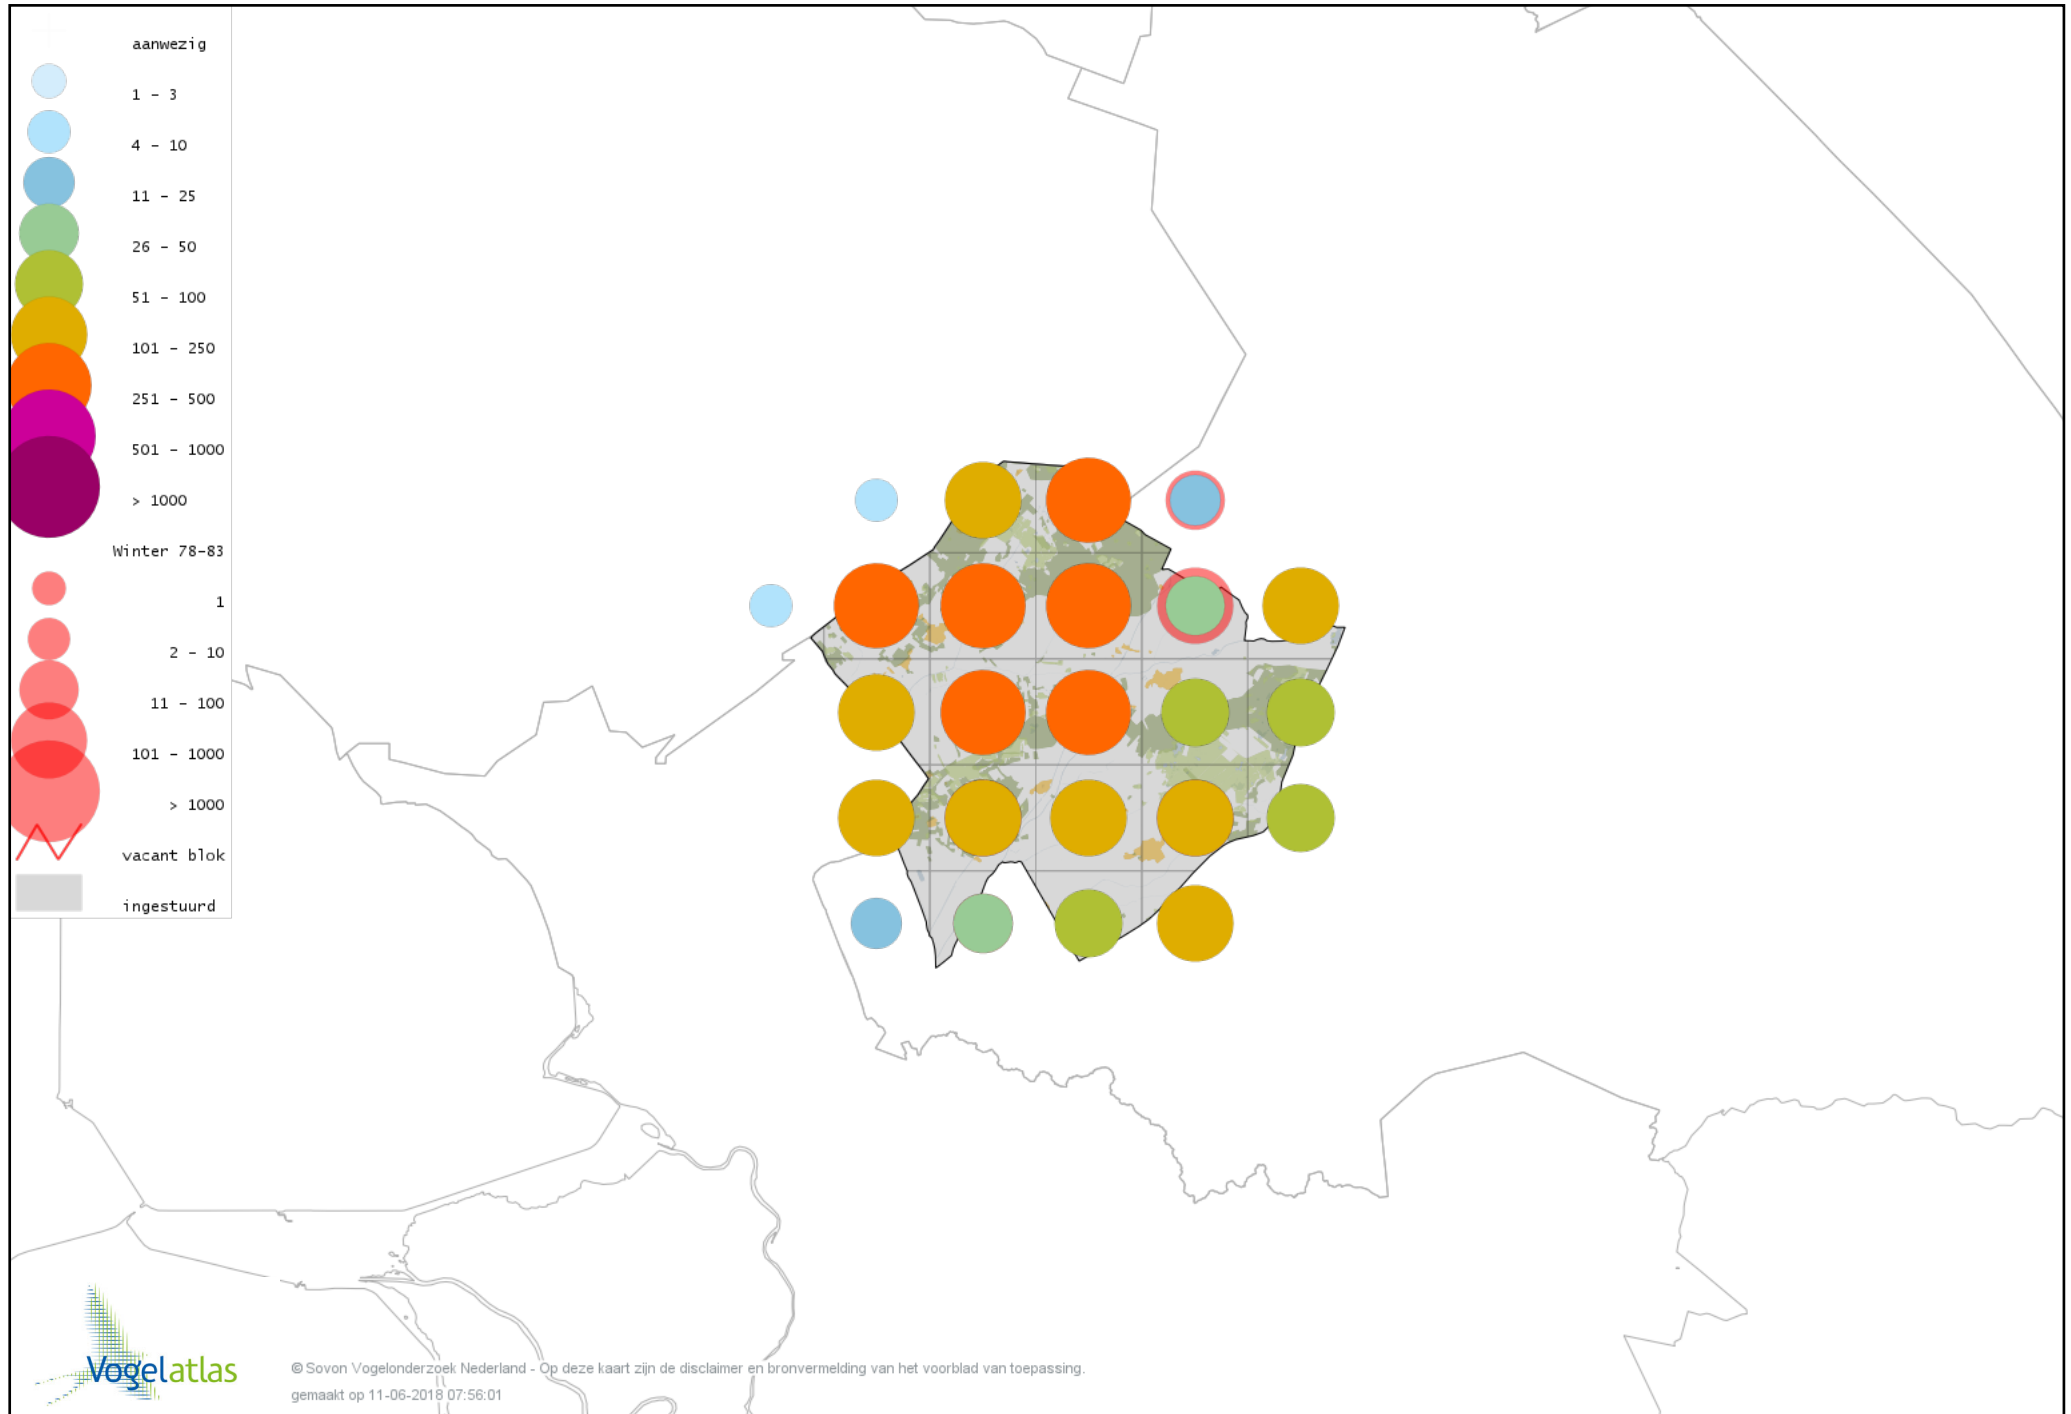 aanwezig
1 - 3
4 - 10
11 - 25
26 - 50
51 - 100
101 - 250
251 - 500
501 - 1000
> 1000
Winter 78-83
1
2 - 10
11 - 100
101 - 1000
> 1000
vacant blok
ingestuurd
Vogelatlas
© Sovon Vogelonderzoek Nederland - Op deze kaart zijn de disclaimer en bronvermelding van het voorblad van toepassing.
gemaakt op 11-06-2018 07:56:01